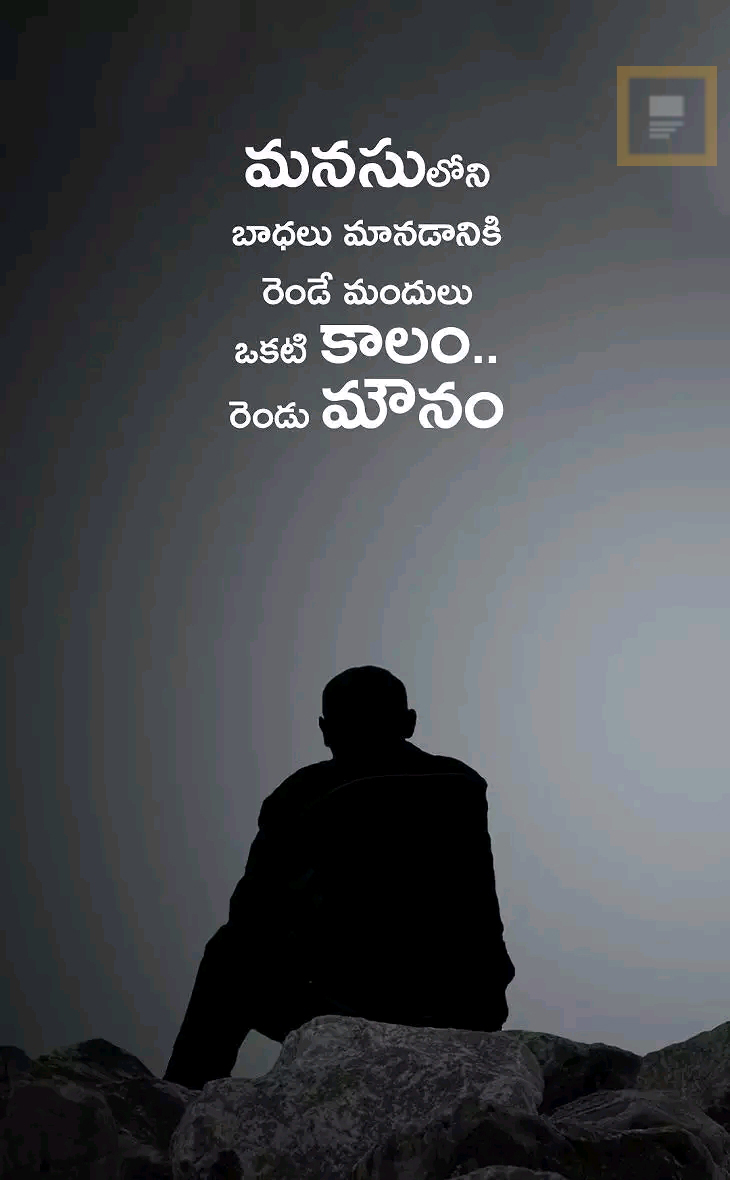 మనసులోని
బాధలు మానడానికి
రెండే మందులు
ఒకటి కాలం..
రెండు మౌనం